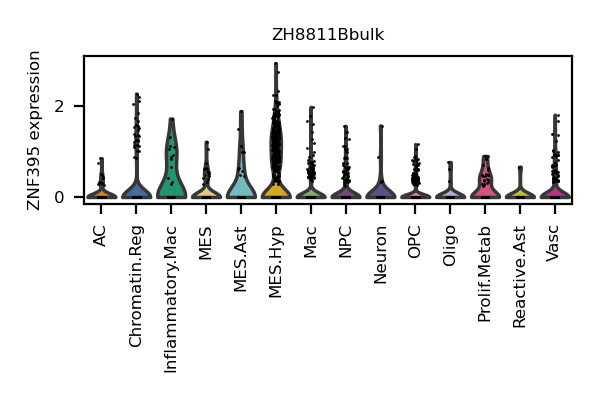 ZH8811Bbulk
ZNF395 expression
2
0
AC
Chromatin.Reg
Inflammatory.Mac
MES
MES.Ast
MES.Hyp
Mac
NPC
Neuron
OPC
Oligo
Prolif.Metab
Reactive.Ast
Vasc